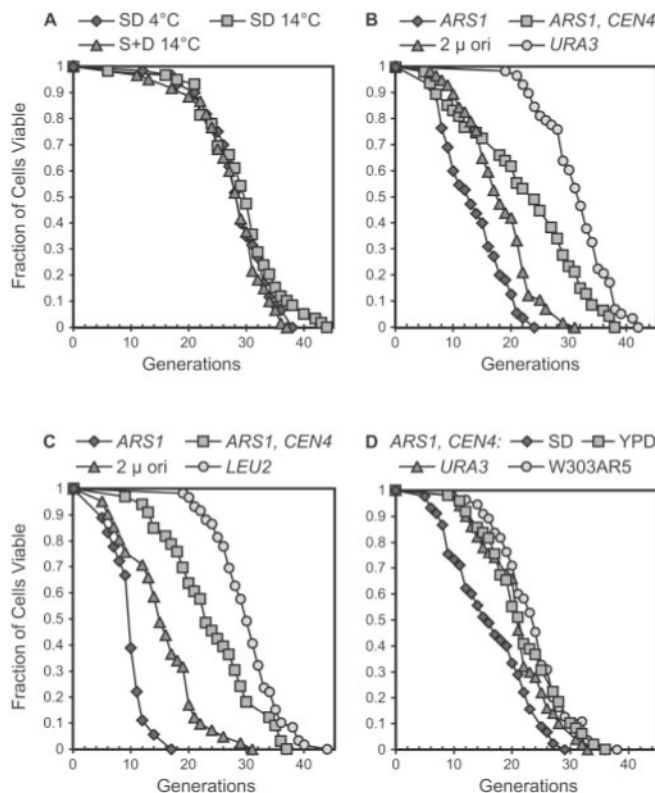 A SD 4°C SD 14°C
S+D 14°C
Fraction of Cells Viable
1
0.9
0.8
0.7
0.6
0.5
0.4
0.3
0.2
0.1
0
0 10 20 30 40
Generations
B ARS1 ARS1, CEN4
2 μ ori URA3
1
0.9
0.8
0.7
0.6
0.5
0.4
0.3
0.2
0.1
0
0 10 20 30 40
Generations
C ARS1 ARS1, CEN4
2 μ ori LEU2
Fraction of Cells Viable
1
0.9
0.8
0.7
0.6
0.5
0.4
0.3
0.2
0.1
0
0 10 20 30 40
Generations
D ARS1, CEN4: SD YPD
URA3 W303AR5
1
0.9
0.8
0.7
0.6
0.5
0.4
0.3
0.2
0.1
0
0 10 20 30 40
Generations